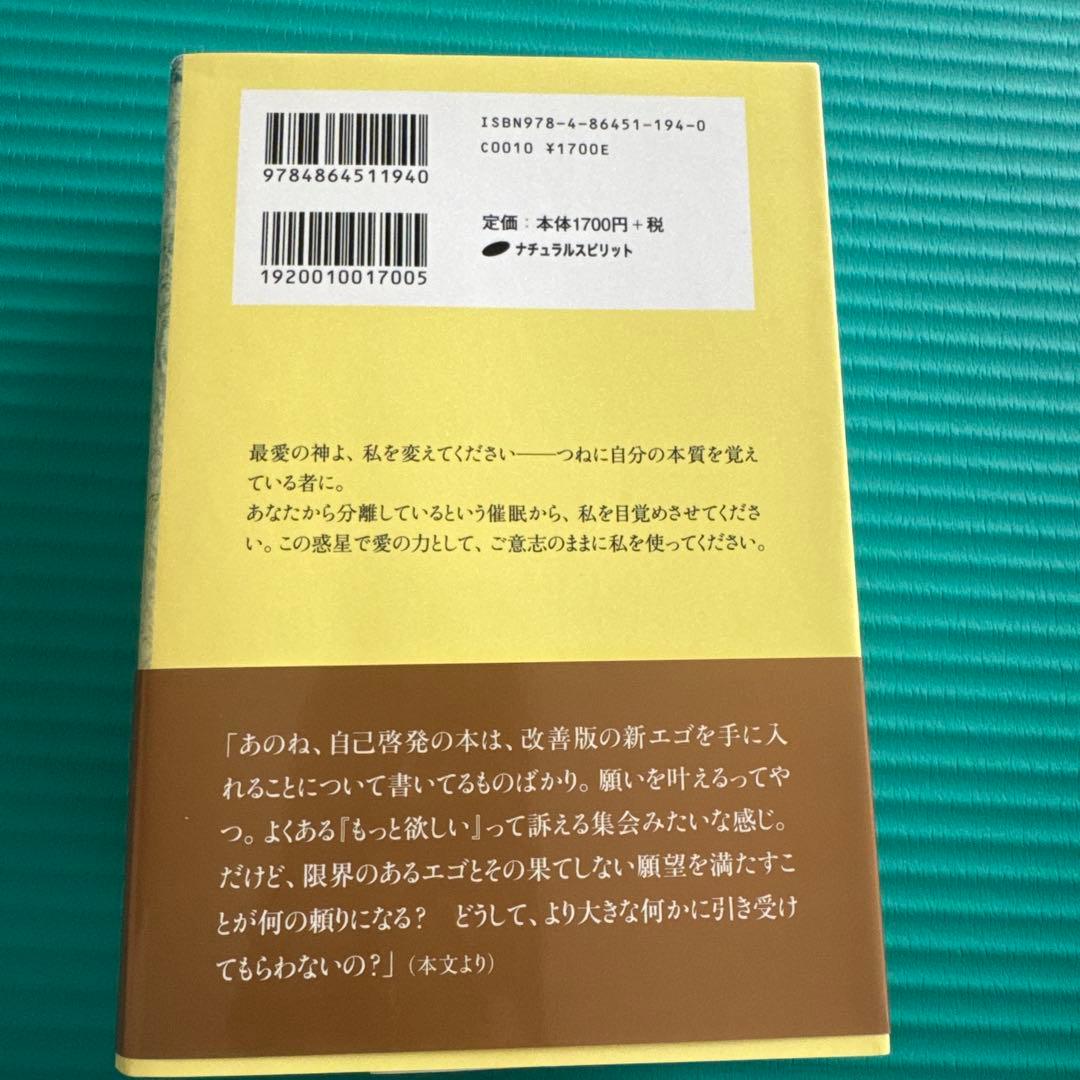 ISBN978-4-86451-194-0
C0010 ¥1700E
9784864511940
定価：本体1700円＋税
ナチュラルスピリット
1920010017005
最愛の神よ、私を変えてください――つねに自分の本質を覚え
ている者に。
あなたから分離しているという催眠から、私を目覚めさせてくださ
い。この惑星で愛の力として、ご意志のままに私を使ってください。
「あのね、自己啓発の本は、改善版の新エゴを手に入
れることについて書いてるものばかり。願いを叶えるってや
つ。よくある『もっと欲しい』って訴える集会みたいな感じ。
だけど、限界のあるエゴとその果てしない願望を満たすこ
とが何の頼りになる？　どうして、より大きな何かに引き受け
てもらわないの？」（本文より）